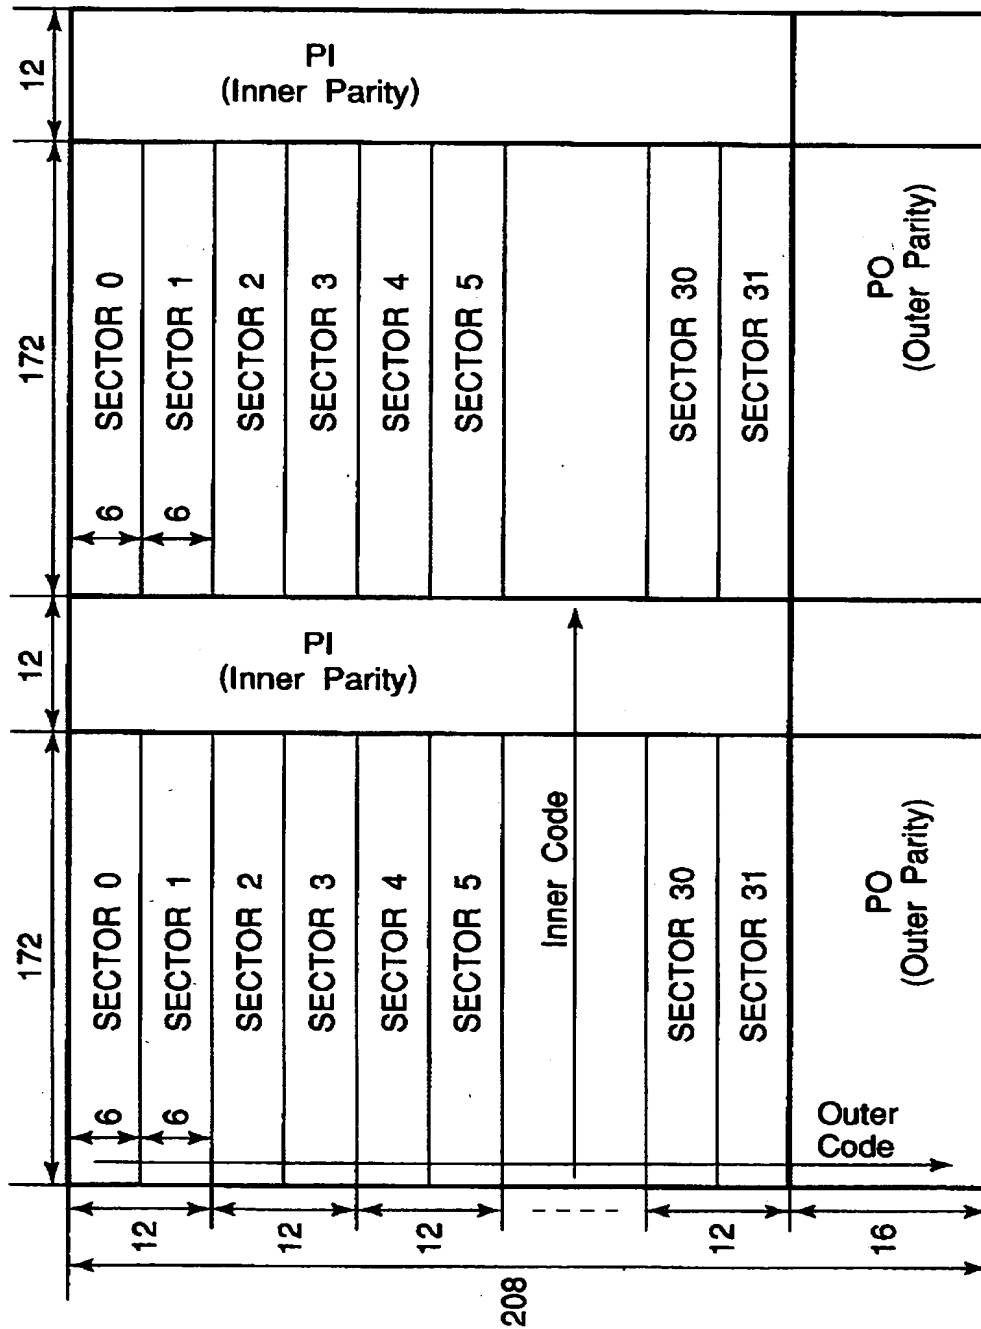 12
PI
(Inner Parity)
172
SECTOR 0
SECTOR 1
SECTOR 2
SECTOR 3
SECTOR 4
SECTOR 5
SECTOR 30
SECTOR 31
PO
(Outer Parity)
6
6
12
PI
(Inner Parity)
172
SECTOR 0
SECTOR 1
SECTOR 2
SECTOR 3
SECTOR 4
SECTOR 5
Inner Code
SECTOR 30
SECTOR 31
PO
(Outer Parity)
6
6
Outer
Code
12
12
12
12
16
208